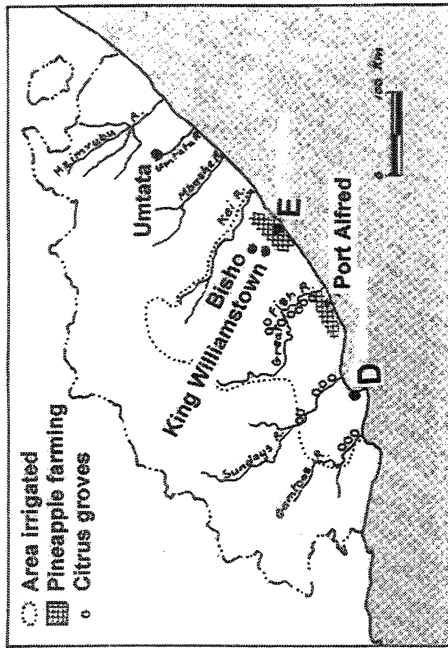 Area irrigated
Pineapple farming
Citrus groves
Umtata
Umtata R.
Mbashe R.
Kei R.
Bisho
King Williamstown
E
Great Fish R.
Port Alfred
Sundays R.
Gamtoos R.
D
0 100 Km